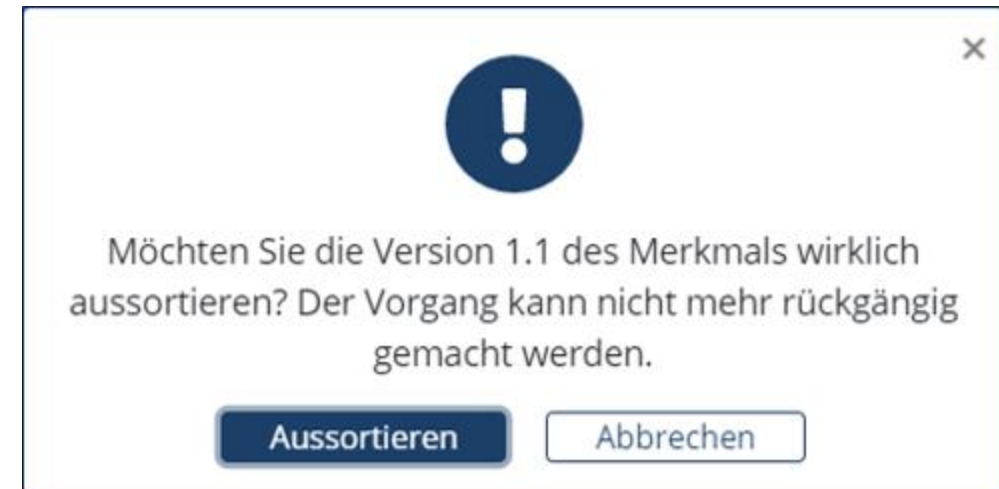 Möchten Sie die Version 1.1 des Merkmals wirklich
aussortieren? Der Vorgang kann nicht mehr rückgängig
gemacht werden.
Aussortieren
Abbrechen